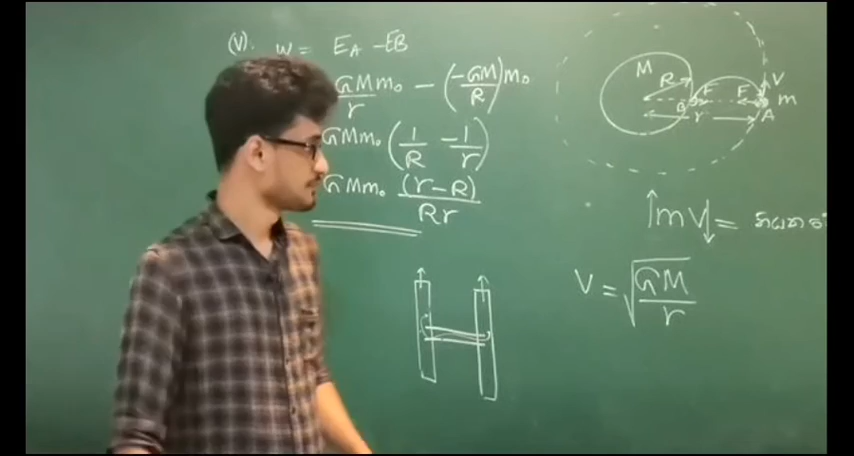 (V). W = EA - EB
GMm₀/r - (-GM/R)m₀
GMm₀ (1/R - 1/r)
GMm₀ (r-R)/Rr
M
R
F F V
B A m
r
↑mV↓ =
V = √(GM/r)